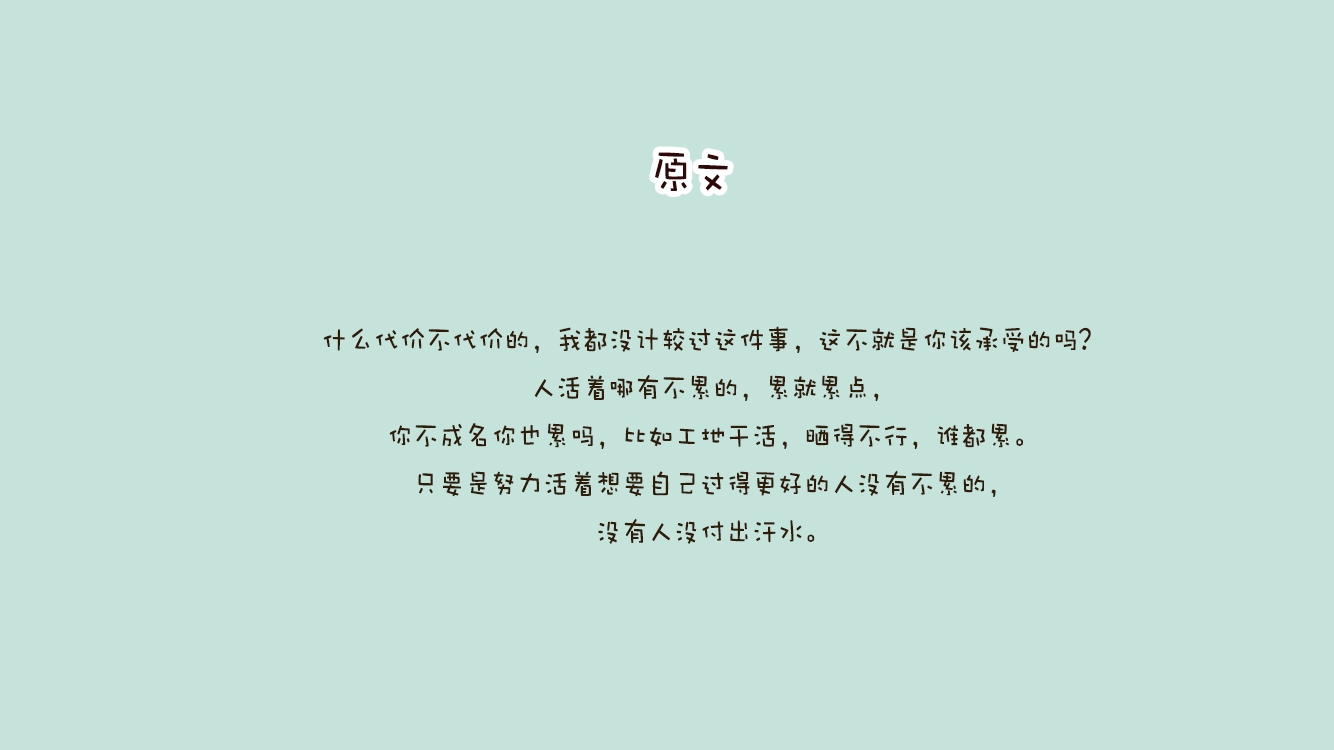 原文
什么代价不代价的，我都没计较过这件事，这不就是你该承受的吗？
人活着哪有不累的，累就累点，
你不成名你也累吗，比如工地干活，晒得不行，谁都累。
只要是努力活着想要自己过得更好的人没有不累的，
没有人没付出汗水。